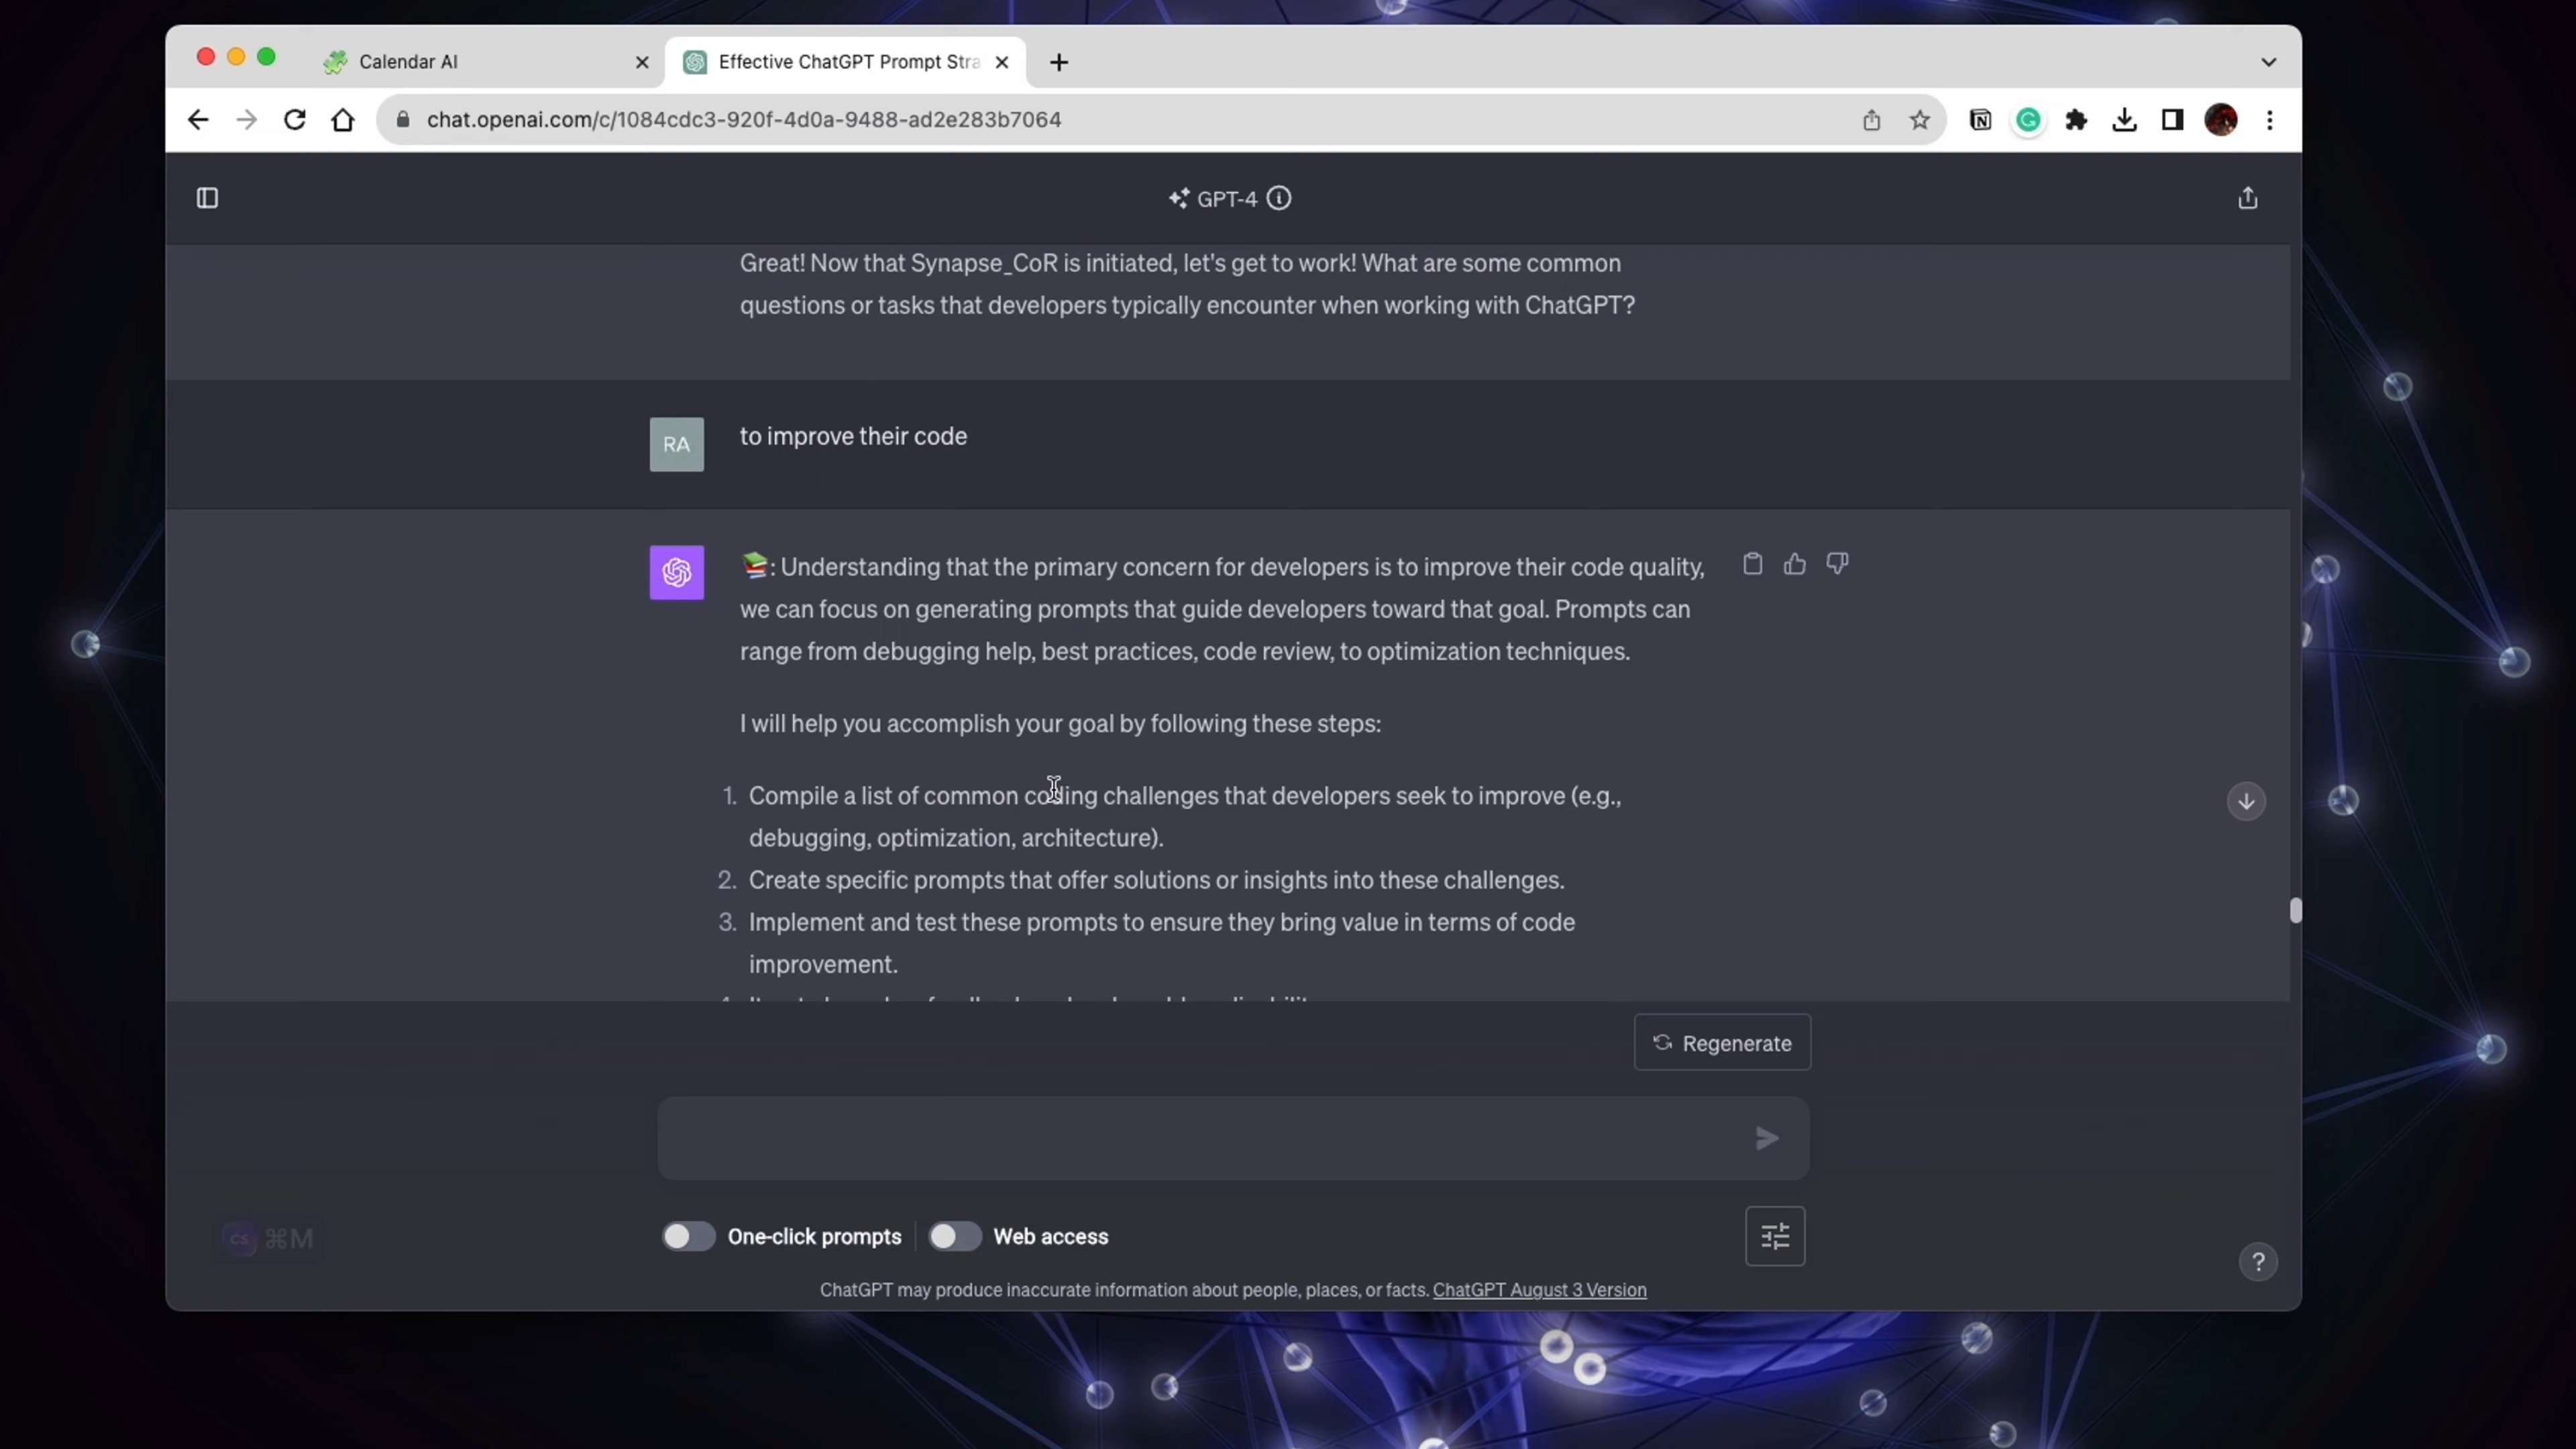 Calendar AI
Effective ChatGPT Prompt Stra
chat.openai.com/c/1084cdc3-920f-4d0a-9488-ad2e283b7064
GPT-4
Great! Now that Synapse_CoR is initiated, let's get to work! What are some common
questions or tasks that developers typically encounter when working with ChatGPT?
RA
to improve their code
: Understanding that the primary concern for developers is to improve their code quality,
we can focus on generating prompts that guide developers toward that goal. Prompts can
range from debugging help, best practices, code review, to optimization techniques.
I will help you accomplish your goal by following these steps:
1. Compile a list of common coding challenges that developers seek to improve (e.g.,
debugging, optimization, architecture).
2. Create specific prompts that offer solutions or insights into these challenges.
3. Implement and test these prompts to ensure they bring value in terms of code
improvement.
Regenerate
CS ⌘M
One-click prompts
Web access
?
ChatGPT may produce inaccurate information about people, places, or facts. ChatGPT August 3 Version